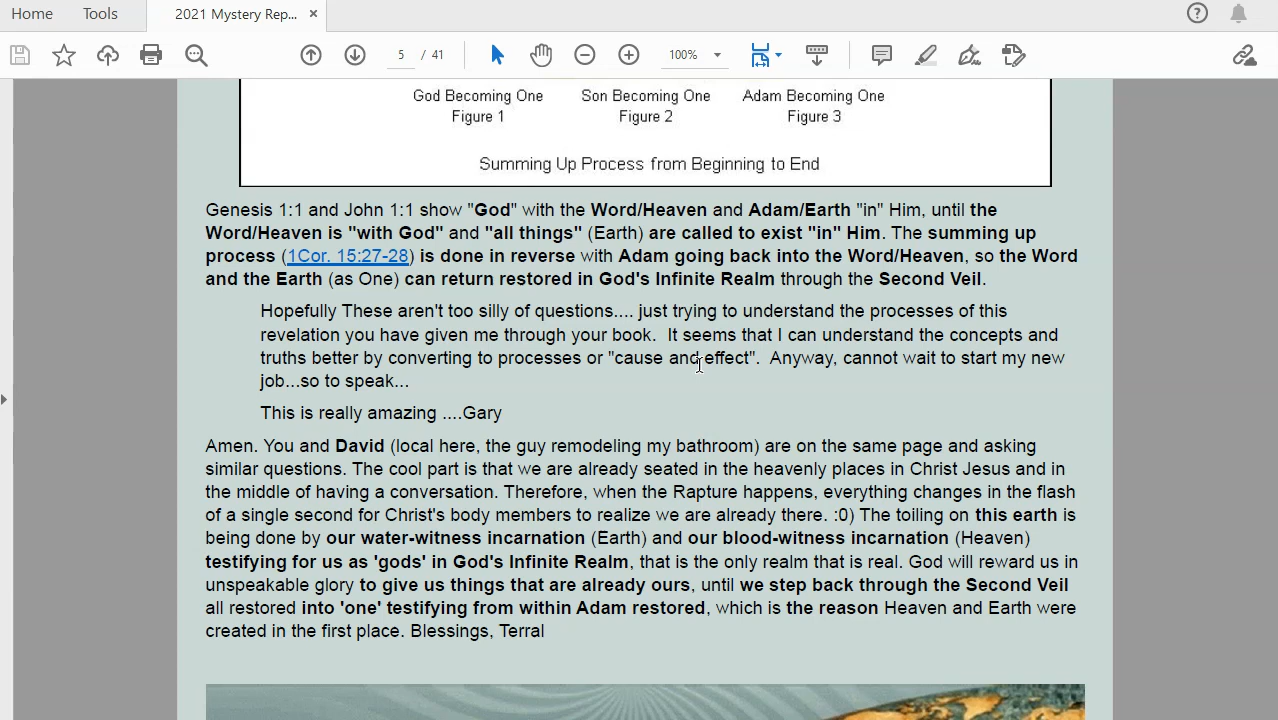 Home Tools 2021 Mystery Rep... ×
5 / 41 100%
God Becoming One Son Becoming One Adam Becoming One
Figure 1 Figure 2 Figure 3
Summing Up Process from Beginning to End
Genesis 1:1 and John 1:1 show "God" with the Word/Heaven and Adam/Earth "in" Him, until the
Word/Heaven is "with God" and "all things" (Earth) are called to exist "in" Him. The summing up
process (1Cor. 15:27-28) is done in reverse with Adam going back into the Word/Heaven, so the Word
and the Earth (as One) can return restored in God's Infinite Realm through the Second Veil.
Hopefully These aren't too silly of questions.... just trying to understand the processes of this
revelation you have given me through your book. It seems that I can understand the concepts and
truths better by converting to processes or "cause and effect". Anyway, cannot wait to start my new
job...so to speak...
This is really amazing ....Gary
Amen. You and David (local here, the guy remodeling my bathroom) are on the same page and asking
similar questions. The cool part is that we are already seated in the heavenly places in Christ Jesus and in
the middle of having a conversation. Therefore, when the Rapture happens, everything changes in the flash
of a single second for Christ's body members to realize we are already there. :0) The toiling on this earth is
being done by our water-witness incarnation (Earth) and our blood-witness incarnation (Heaven)
testifying for us as 'gods' in God's Infinite Realm, that is the only realm that is real. God will reward us in
unspeakable glory to give us things that are already ours, until we step back through the Second Veil
all restored into 'one' testifying from within Adam restored, which is the reason Heaven and Earth were
created in the first place. Blessings, Terral